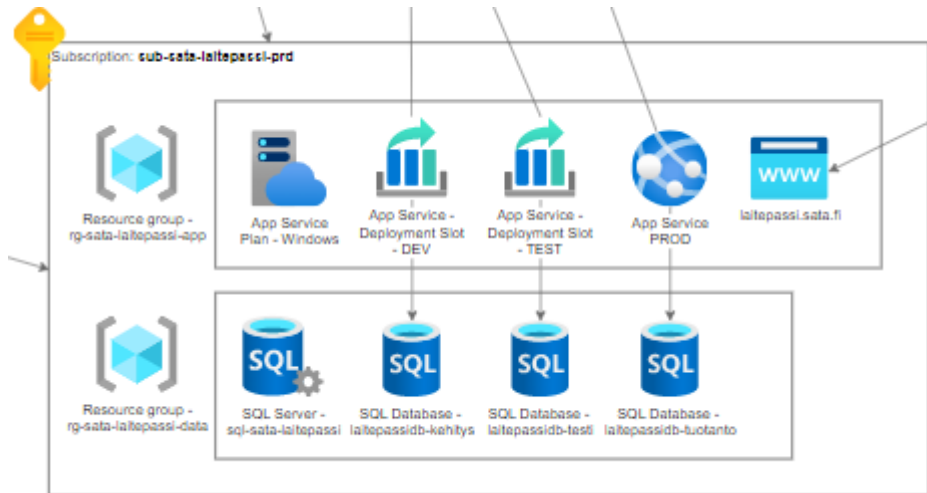 Subscription: sub-sata-laitepassi-prd
Resource group -
rg-sata-laitepassi-app
App Service
Plan - Windows
App Service -
Deployment Slot
- DEV
App Service -
Deployment Slot
- TEST
App Service
PROD
www
laitepassi.sata.fi
Resource group -
rg-sata-laitepassi-data
SQL
SQL Server -
sql-sata-laitepassi
SQL
SQL Database -
laitepassidb-kehitys
SQL
SQL Database -
laitepassidb-testi
SQL
SQL Database -
laitepassidb-tuotanto